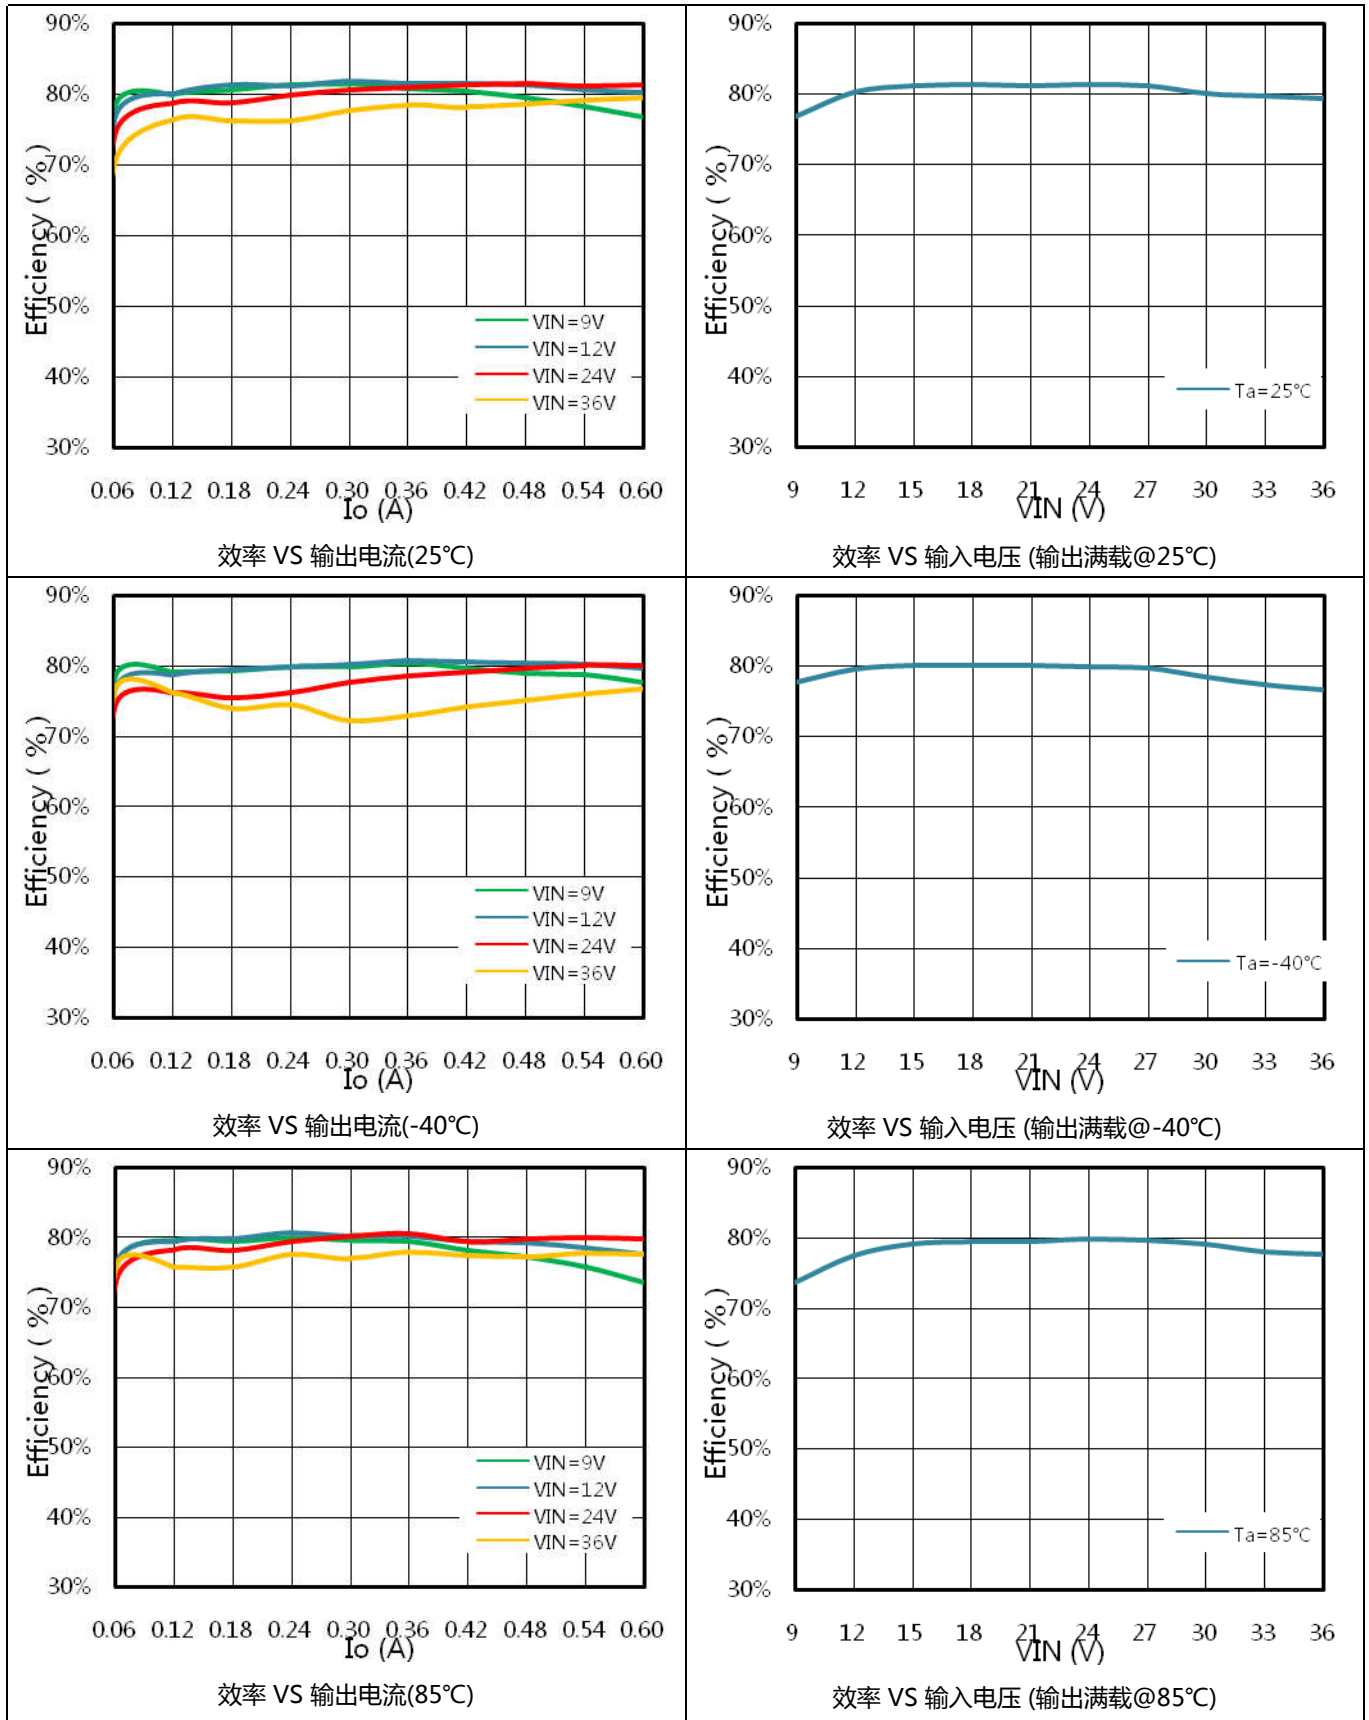 90%
80%
70%
60%
50%
40%
30%
Efficiency ( %)
VIN=9V
VIN=12V
VIN=24V
VIN=36V
0.06 0.12 0.18 0.24 0.30 0.36 0.42 0.48 0.54 0.60
Io (A)
效率 VS 输出电流(25℃)
90%
80%
70%
60%
50%
40%
30%
Efficiency ( %)
Ta=25℃
9 12 15 18 21 24 27 30 33 36
VIN (V)
效率 VS 输入电压 (输出满载@25℃)
90%
80%
70%
60%
50%
40%
30%
Efficiency ( %)
VIN=9V
VIN=12V
VIN=24V
VIN=36V
0.06 0.12 0.18 0.24 0.30 0.36 0.42 0.48 0.54 0.60
Io (A)
效率 VS 输出电流(-40℃)
90%
80%
70%
60%
50%
40%
30%
Efficiency ( %)
Ta=-40℃
9 12 15 18 21 24 27 30 33 36
VIN (V)
效率 VS 输入电压 (输出满载@-40℃)
90%
80%
70%
60%
50%
40%
30%
Efficiency ( %)
VIN=9V
VIN=12V
VIN=24V
VIN=36V
0.06 0.12 0.18 0.24 0.30 0.36 0.42 0.48 0.54 0.60
Io (A)
效率 VS 输出电流(85℃)
90%
80%
70%
60%
50%
40%
30%
Efficiency ( %)
Ta=85℃
9 12 15 18 21 24 27 30 33 36
VIN (V)
效率 VS 输入电压 (输出满载@85℃)